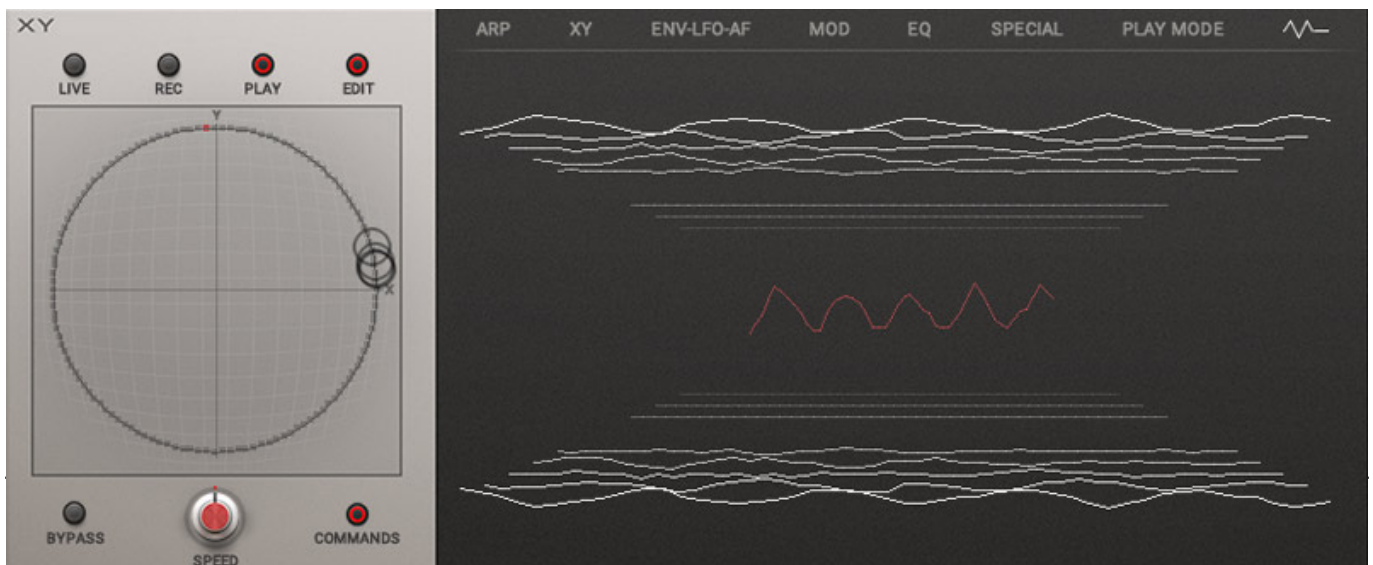 XY
LIVE REC PLAY EDIT
Y
X
BYPASS SPEED COMMANDS
ARP XY ENV-LFO-AF MOD EQ SPECIAL PLAY MODE